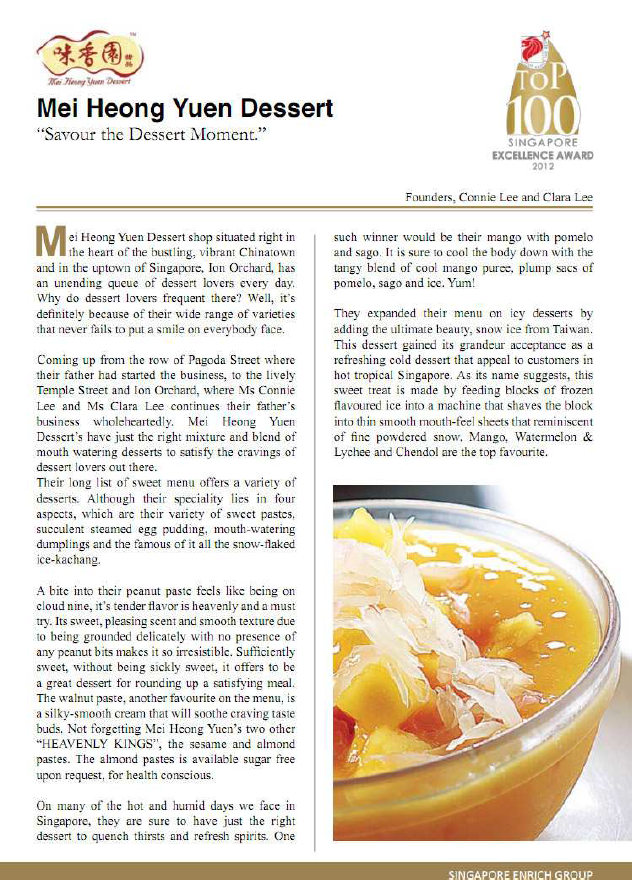 味香園
甜品
TM
Mei Heong Yuen Dessert
Mei Heong Yuen Dessert
“Savour the Dessert Moment.”
TOP
100
SINGAPORE
EXCELLENCE AWARD
2012
Founders, Connie Lee and Clara Lee
Mei Heong Yuen Dessert shop situated right in
the heart of the bustling, vibrant Chinatown
and in the uptown of Singapore, Ion Orchard, has
an unending queue of dessert lovers every day.
Why do dessert lovers frequent there? Well, it’s
definitely because of their wide range of varieties
that never fails to put a smile on everybody face.
Coming up from the row of Pagoda Street where
their father had started the business, to the lively
Temple Street and Ion Orchard, where Ms Connie
Lee and Ms Clara Lee continues their father’s
business wholeheartedly. Mei Heong Yuen
Dessert’s have just the right mixture and blend of
mouth watering desserts to satisfy the cravings of
dessert lovers out there.
Their long list of sweet menu offers a variety of
desserts. Although their speciality lies in four
aspects, which are their variety of sweet pastes,
succulent steamed egg pudding, mouth-watering
dumplings and the famous of it all the snow-flaked
ice-kachang.
A bite into their peanut paste feels like being on
cloud nine, it’s tender flavor is heavenly and a must
try. Its sweet, pleasing scent and smooth texture due
to being grounded delicately with no presence of
any peanut bits makes it so irresistible. Sufficiently
sweet, without being sickly sweet, it offers to be
a great dessert for rounding up a satisfying meal.
The walnut paste, another favourite on the menu, is
a silky-smooth cream that will soothe craving taste
buds. Not forgetting Mei Heong Yuen’s two other
“HEAVENLY KINGS”, the sesame and almond
pastes. The almond pastes is available sugar free
upon request, for health conscious.
On many of the hot and humid days we face in
Singapore, they are sure to have just the right
dessert to quench thirsts and refresh spirits. One
such winner would be their mango with pomelo
and sago. It is sure to cool the body down with the
tangy blend of cool mango puree, plump sacs of
pomelo, sago and ice. Yum!
They expanded their menu on icy desserts by
adding the ultimate beauty, snow ice from Taiwan.
This dessert gained its grandeur acceptance as a
refreshing cold dessert that appeal to customers in
hot tropical Singapore. As its name suggests, this
sweet treat is made by feeding blocks of frozen
flavoured ice into a machine that shaves the block
into thin smooth mouth-feel sheets that reminiscent
of fine powdered snow. Mango, Watermelon &
Lychee and Chendol are the top favourite.
SINGAPORE ENRICH GROUP